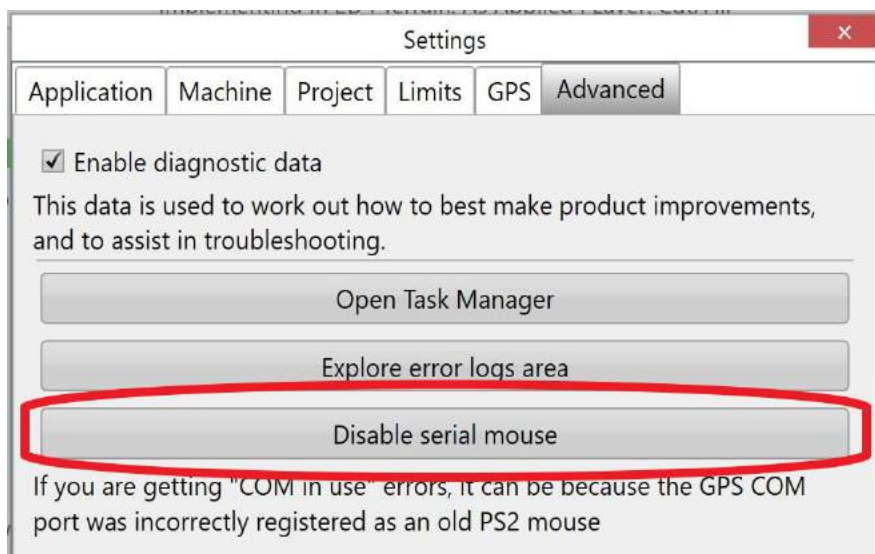 Settings
Application Machine Project Limits GPS Advanced
Enable diagnostic data
This data is used to work out how to best make product improvements,
and to assist in troubleshooting.
Open Task Manager
Explore error logs area
Disable serial mouse
If you are getting "COM in use" errors, it can be because the GPS COM
port was incorrectly registered as an old PS2 mouse